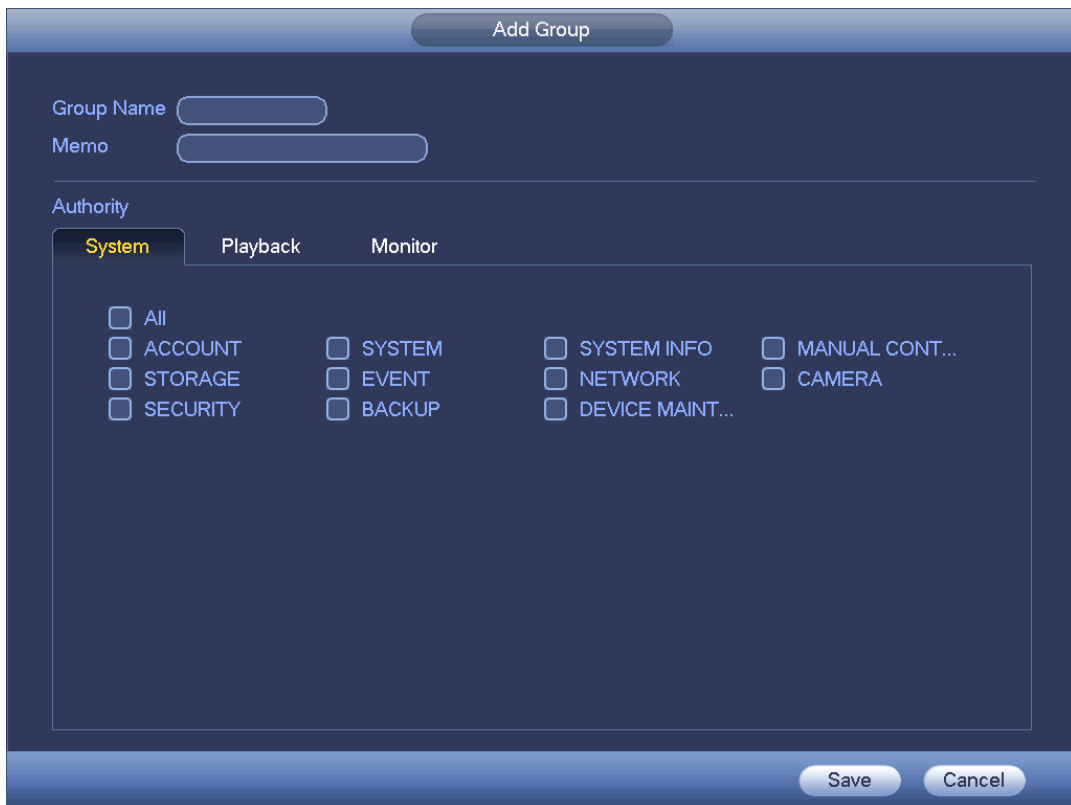 Add Group
Group Name
Memo
Authority
System Playback Monitor
All
ACCOUNT SYSTEM SYSTEM INFO MANUAL CONT...
STORAGE EVENT NETWORK CAMERA
SECURITY BACKUP DEVICE MAINT...
Save Cancel